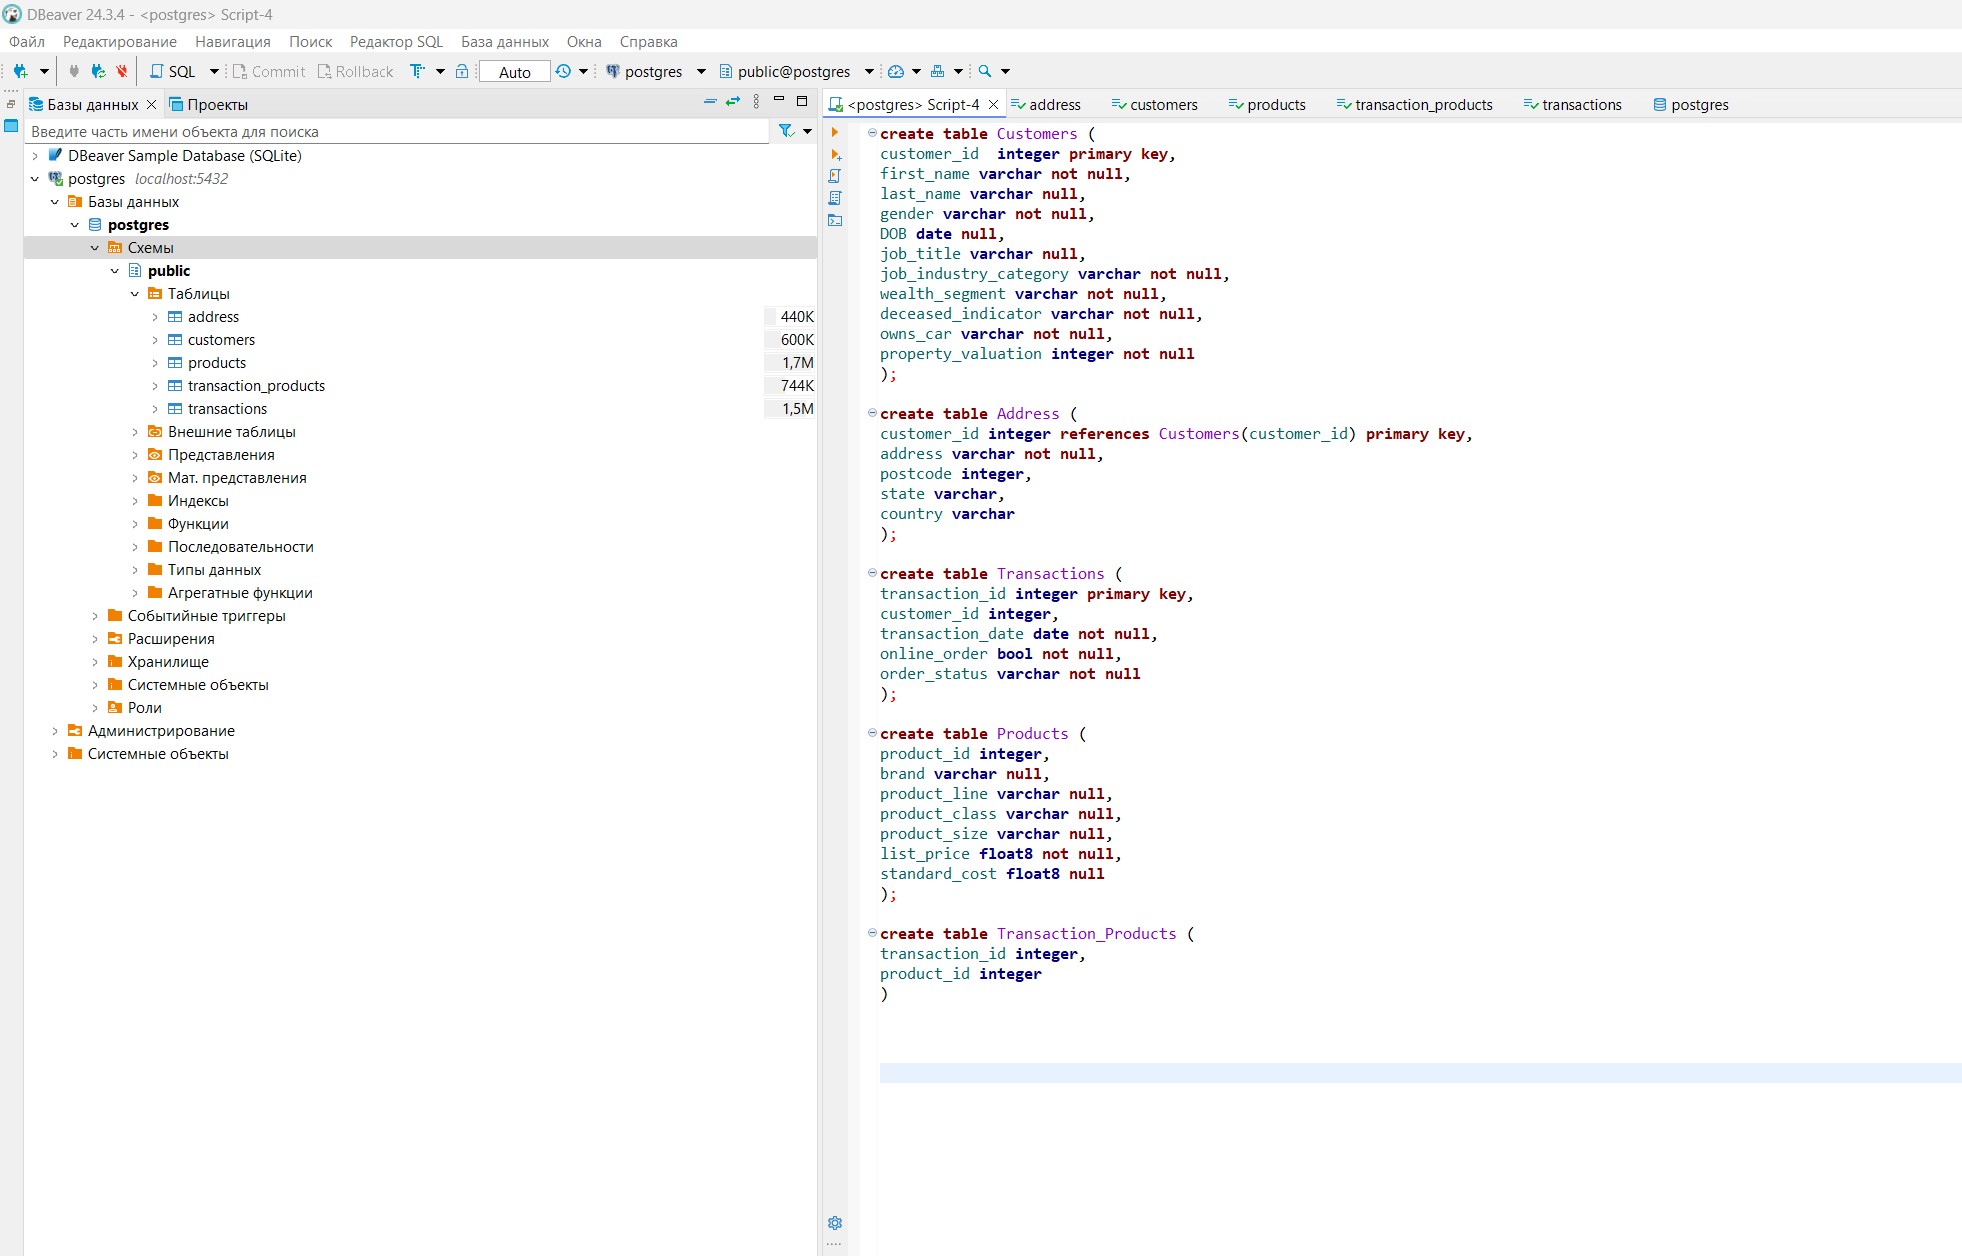 DBeaver 24.3.4 - <postgres> Script-4
Файл Редактирование Навигация Поиск Редактор SQL База данных Окна Справка
SQL Commit Rollback Auto postgres public@postgres
Базы данных Проекты
Введите часть имени объекта для поиска
DBeaver Sample Database (SQLite)
postgres localhost:5432
Базы данных
postgres
Схемы
public
Таблицы
address 440K
customers 600K
products 1,7M
transaction_products 744K
transactions 1,5M
Внешние таблицы
Представления
Мат. представления
Индексы
Функции
Последовательности
Типы данных
Агрегатные функции
Событийные триггеры
Расширения
Хранилище
Системные объекты
Роли
Администрирование
Системные объекты
<postgres> Script-4 address customers products transaction_products transactions postgres
create table Customers (
customer_id  integer primary key,
first_name varchar not null,
last_name varchar null,
gender varchar not null,
DOB date null,
job_title varchar null,
job_industry_category varchar not null,
wealth_segment varchar not null,
deceased_indicator varchar not null,
owns_car varchar not null,
property_valuation integer not null
);
create table Address (
customer_id integer references Customers(customer_id) primary key,
address varchar not null,
postcode integer,
state varchar,
country varchar
);
create table Transactions (
transaction_id integer primary key,
customer_id integer,
transaction_date date not null,
online_order bool not null,
order_status varchar not null
);
create table Products (
product_id integer,
brand varchar null,
product_line varchar null,
product_class varchar null,
product_size varchar null,
list_price float8 not null,
standard_cost float8 null
);
create table Transaction_Products (
transaction_id integer,
product_id integer
)